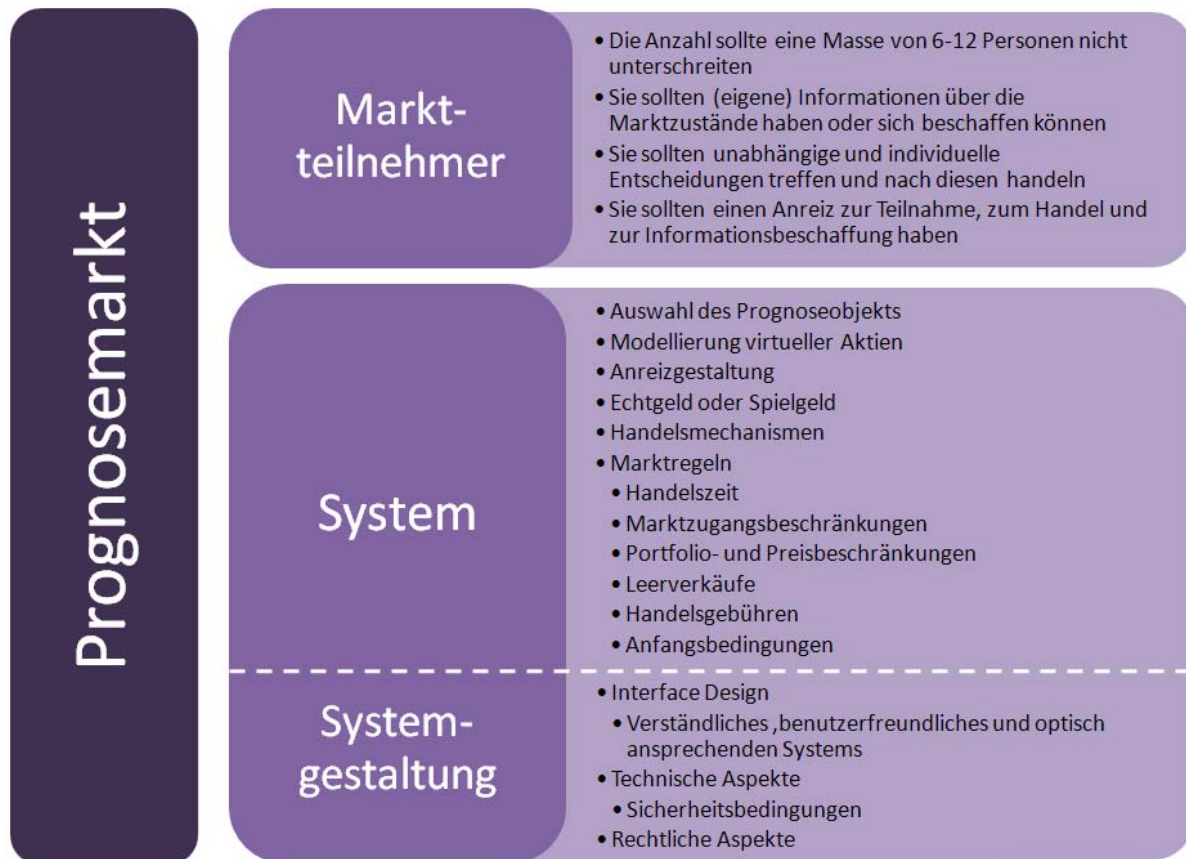 Prognosemarkt
Markt-
teilnehmer
• Die Anzahl sollte eine Masse von 6-12 Personen nicht
unterschreiten
• Sie sollten (eigene) Informationen über die
Marktzustände haben oder sich beschaffen können
• Sie sollten unabhängige und individuelle
Entscheidungen treffen und nach diesen handeln
• Sie sollten einen Anreiz zur Teilnahme, zum Handel und
zur Informationsbeschaffung haben
System
• Auswahl des Prognoseobjekts
• Modellierung virtueller Aktien
• Anreizgestaltung
• Echtgeld oder Spielgeld
• Handelsmechanismen
• Marktregeln
• Handelszeit
• Marktzugangsbeschränkungen
• Portfolio- und Preisbeschränkungen
• Leerverkäufe
• Handelsgebühren
• Anfangsbedingungen
System-
gestaltung
• Interface Design
• Verständliches ,benutzerfreundliches und optisch
ansprechenden Systems
• Technische Aspekte
• Sicherheitsbedingungen
• Rechtliche Aspekte